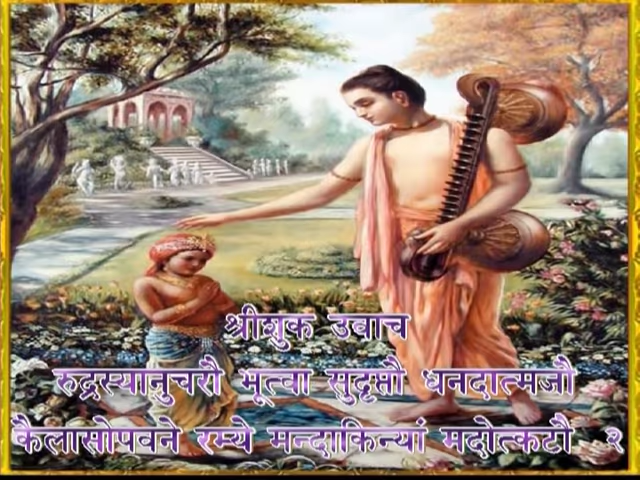 श्रीशुक उवाच
रुद्रस्यानुचरौ भूत्वा सुदृप्तौ धनदात्मजौ
कैलासोपवने रम्ये मन्दाकिन्यां मदोत्कटौ २